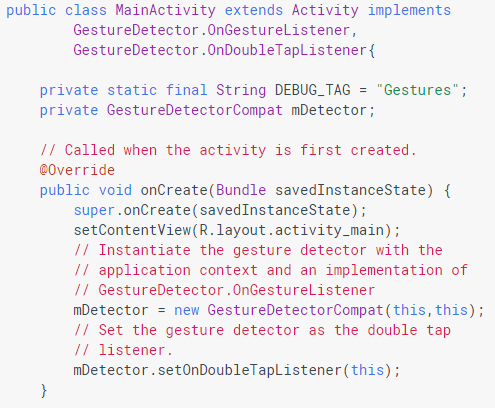 public class MainActivity extends Activity implements
        GestureDetector.OnGestureListener,
        GestureDetector.OnDoubleTapListener{

    private static final String DEBUG_TAG = "Gestures";
    private GestureDetectorCompat mDetector;

    // Called when the activity is first created.
    @Override
    public void onCreate(Bundle savedInstanceState) {
        super.onCreate(savedInstanceState);
        setContentView(R.layout.activity_main);
        // Instantiate the gesture detector with the
        // application context and an implementation of
        // GestureDetector.OnGestureListener
        mDetector = new GestureDetectorCompat(this,this);
        // Set the gesture detector as the double tap
        // listener.
        mDetector.setOnDoubleTapListener(this);
    }